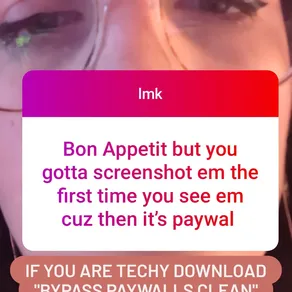 lmk
Bon Appetit but you
gotta screenshot em the
first time you see em
cuz then it's paywal
IF YOU ARE TECHY DOWNLOAD
"BYPASS PAYWALLS CLEAN"